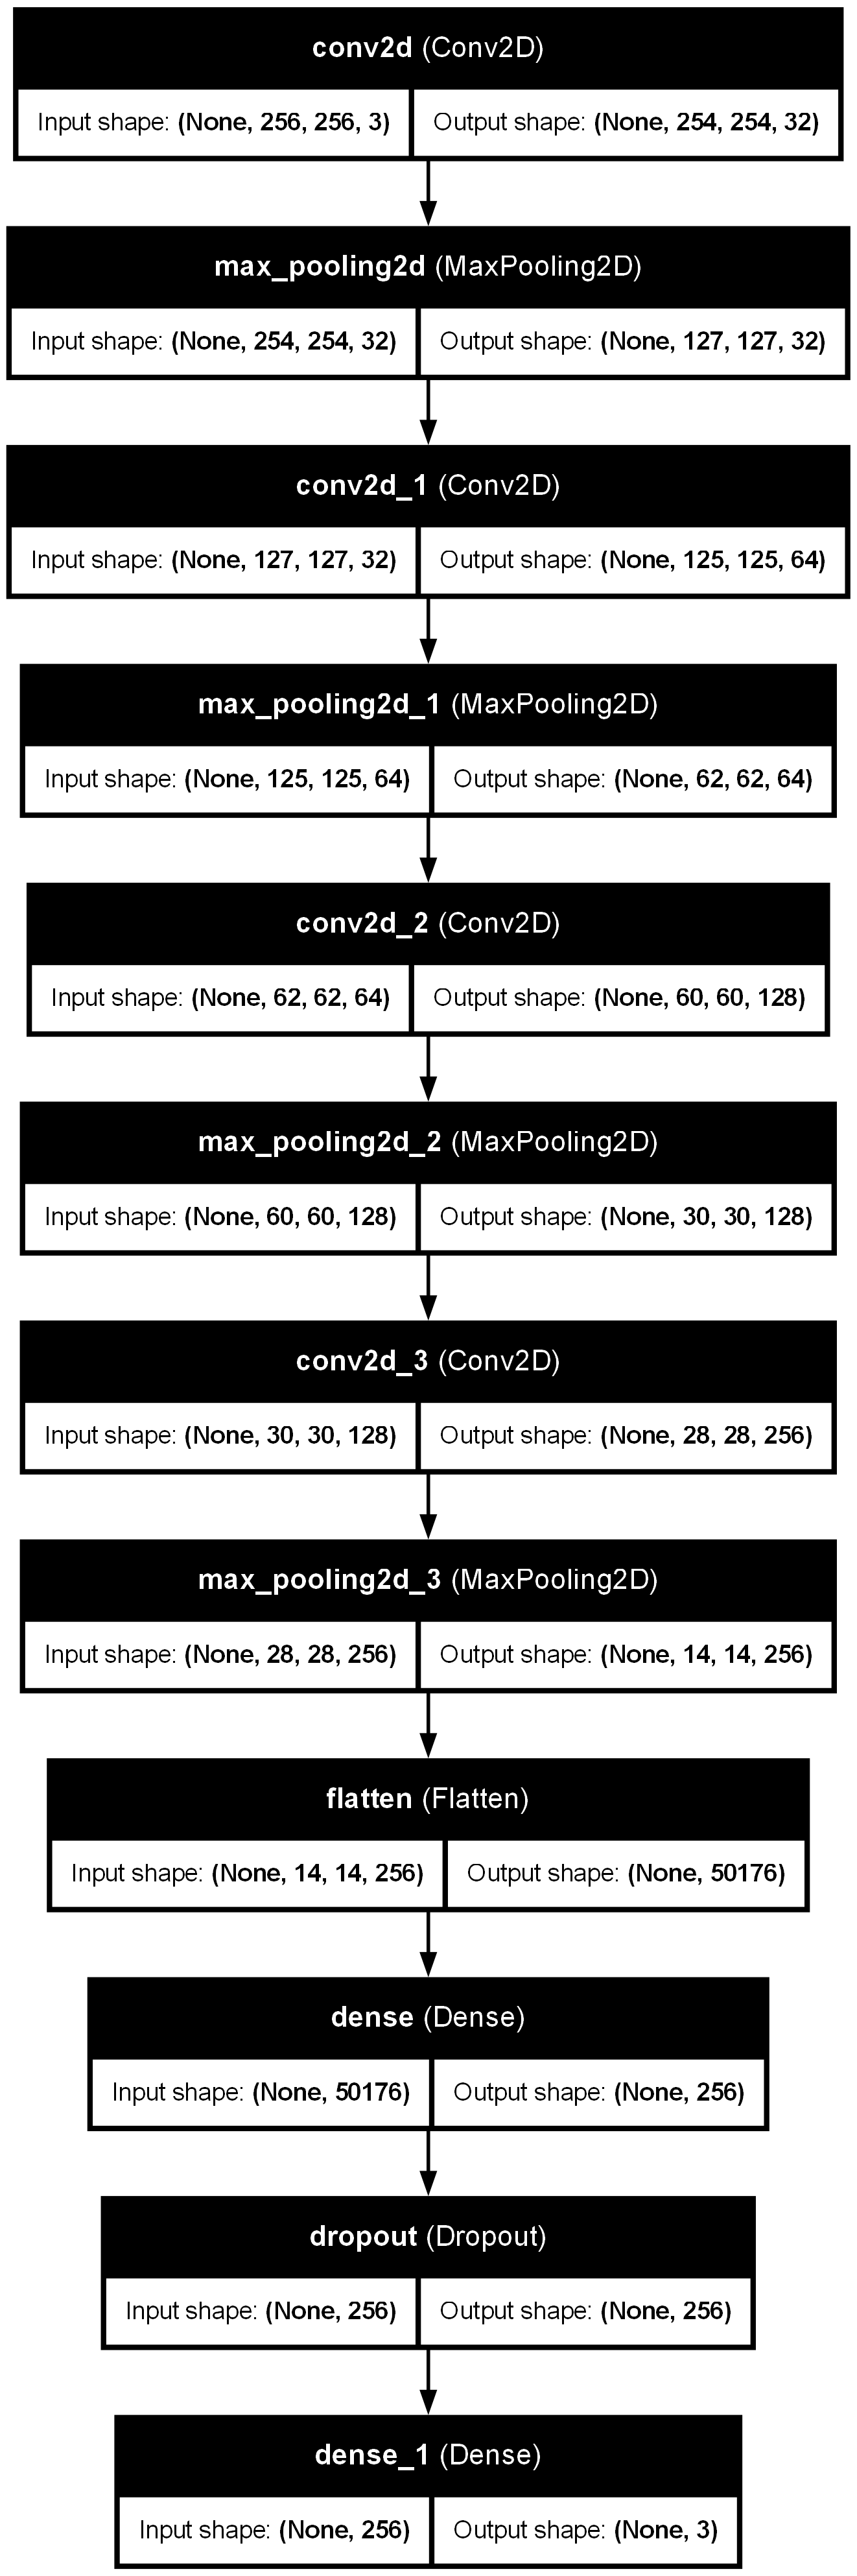 conv2d (Conv2D)
Input shape: (None, 256, 256, 3) Output shape: (None, 254, 254, 32)
max_pooling2d (MaxPooling2D)
Input shape: (None, 254, 254, 32) Output shape: (None, 127, 127, 32)
conv2d_1 (Conv2D)
Input shape: (None, 127, 127, 32) Output shape: (None, 125, 125, 64)
max_pooling2d_1 (MaxPooling2D)
Input shape: (None, 125, 125, 64) Output shape: (None, 62, 62, 64)
conv2d_2 (Conv2D)
Input shape: (None, 62, 62, 64) Output shape: (None, 60, 60, 128)
max_pooling2d_2 (MaxPooling2D)
Input shape: (None, 60, 60, 128) Output shape: (None, 30, 30, 128)
conv2d_3 (Conv2D)
Input shape: (None, 30, 30, 128) Output shape: (None, 28, 28, 256)
max_pooling2d_3 (MaxPooling2D)
Input shape: (None, 28, 28, 256) Output shape: (None, 14, 14, 256)
flatten (Flatten)
Input shape: (None, 14, 14, 256) Output shape: (None, 50176)
dense (Dense)
Input shape: (None, 50176) Output shape: (None, 256)
dropout (Dropout)
Input shape: (None, 256) Output shape: (None, 256)
dense_1 (Dense)
Input shape: (None, 256) Output shape: (None, 3)